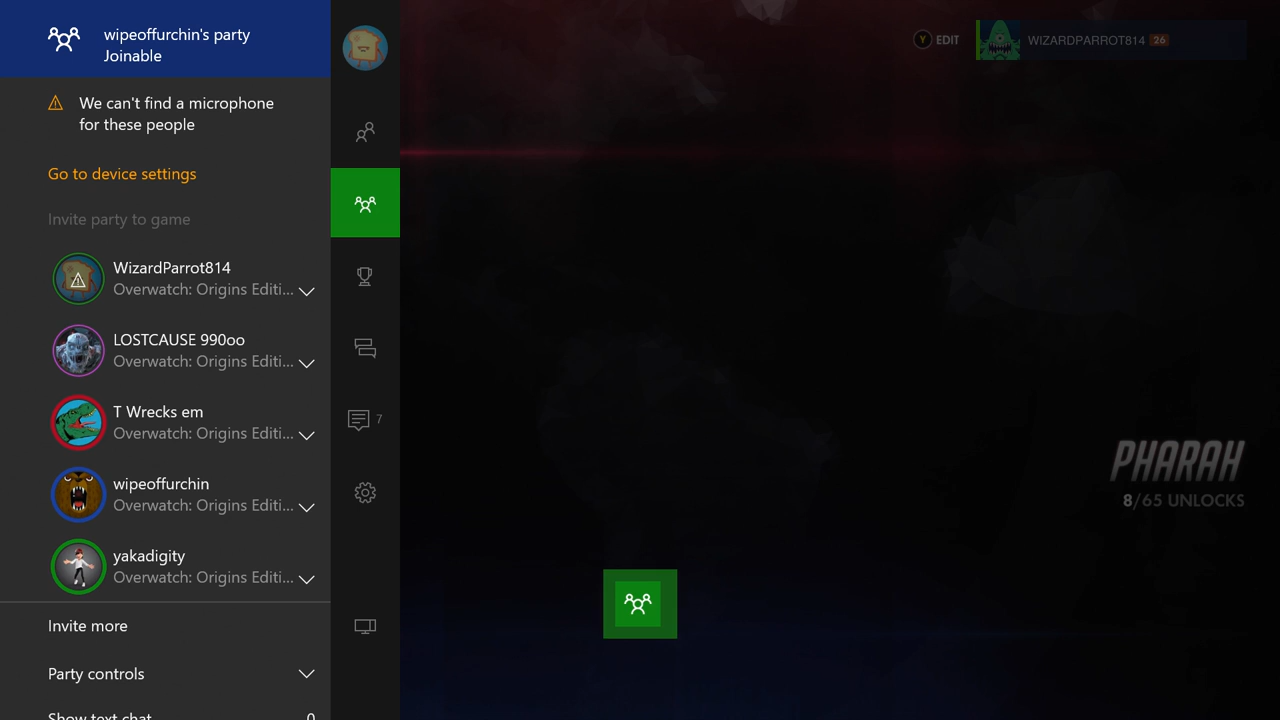 wipeoffurchin's party
Joinable
We can't find a microphone
for these people
Go to device settings
Invite party to game
WizardParrot814
Overwatch: Origins Editi...
LOSTCAUSE 990oo
Overwatch: Origins Editi...
T Wrecks em
Overwatch: Origins Editi...
wipeoffurchin
Overwatch: Origins Editi...
yakadigity
Overwatch: Origins Editi...
Invite more
Party controls
Show text chat 0
7
Y EDIT
WIZARDPARROT814 26
PHARAH
8/65 UNLOCKS